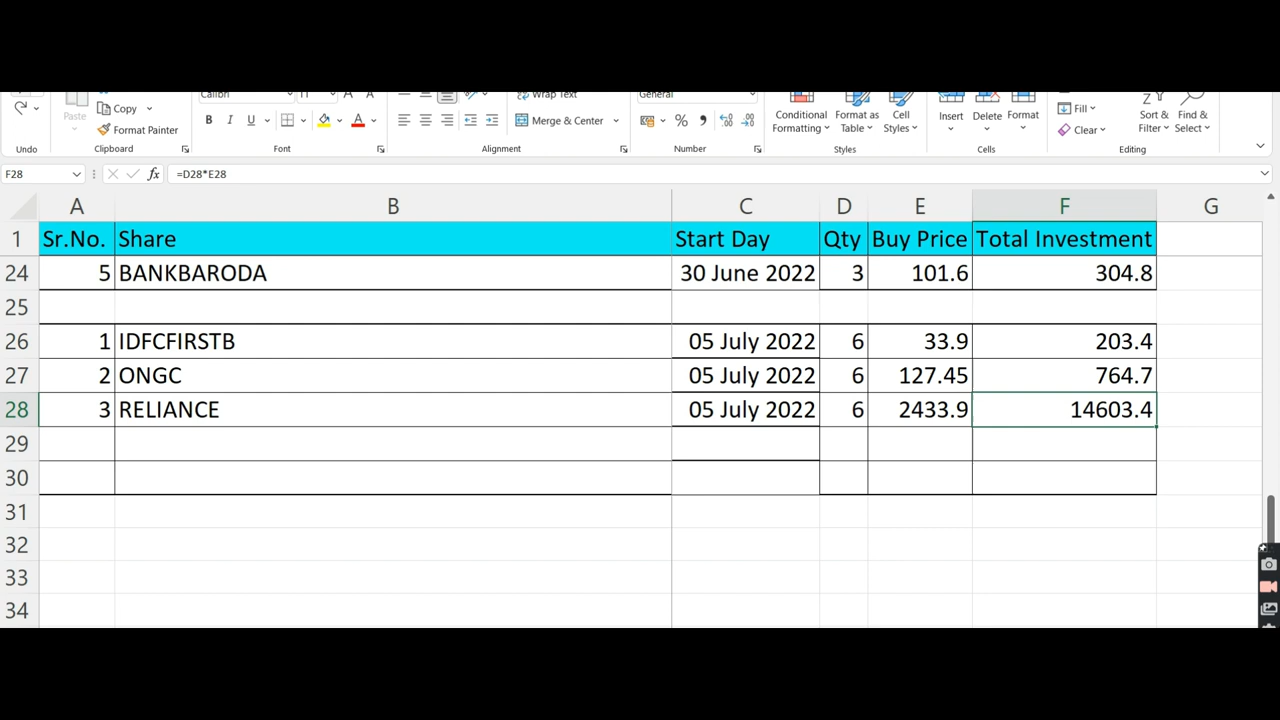 Calibri 11 A A Wrap Text General
Paste Copy Format Painter B I U A Merge & Center % Conditional Formatting Format as Table Cell Styles Insert Delete Format Fill Clear Sort & Filter Find & Select
Undo Clipboard Font Alignment Number Styles Cells Editing
F28 fx =D28*E28
A B C D E F G
1 Sr.No. Share Start Day Qty Buy Price Total Investment
24 5 BANKBARODA 30 June 2022 3 101.6 304.8
25
26 1 IDFCFIRSTB 05 July 2022 6 33.9 203.4
27 2 ONGC 05 July 2022 6 127.45 764.7
28 3 RELIANCE 05 July 2022 6 2433.9 14603.4
29
30
31
32
33
34